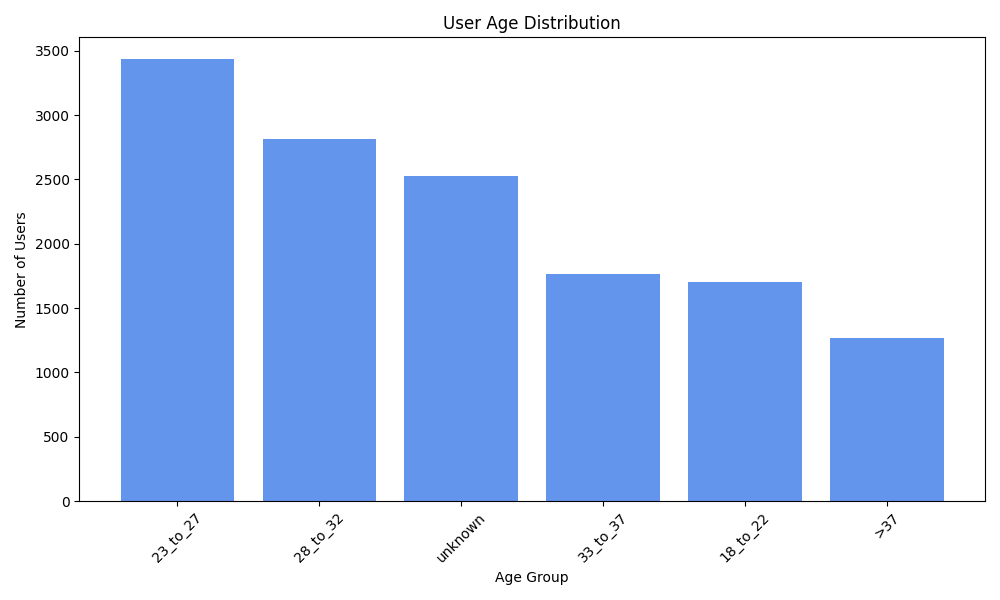 User Age Distribution
3500
3000
2500
2000
1500
1000
500
0
Number of Users
23_to_27
28_to_32
unknown
33_to_37
18_to_22
>37
Age Group